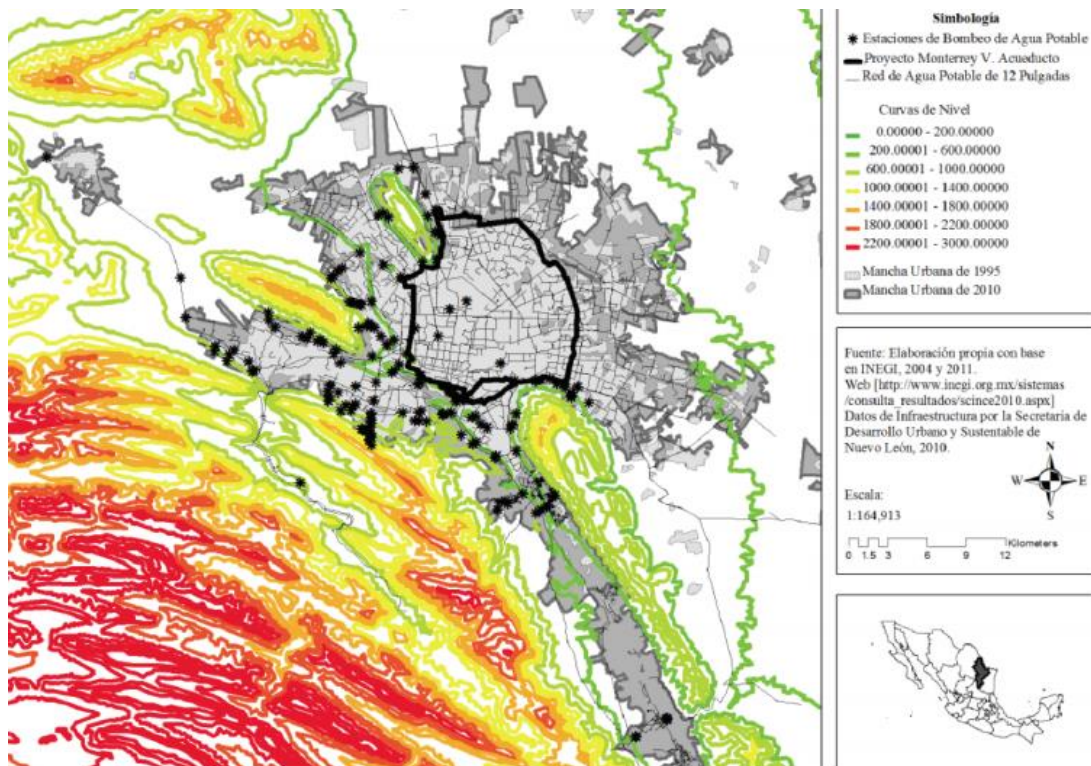 Simbología
Estaciones de Bombeo de Agua Potable
Proyecto Monterrey V. Acueducto
Red de Agua Potable de 12 Pulgadas
Curvas de Nivel
0.00000 - 200.00000
200.00001 - 600.00000
600.00001 - 1000.00000
1000.00001 - 1400.00000
1400.00001 - 1800.00000
1800.00001 - 2200.00000
2200.00001 - 3000.00000
Mancha Urbana de 1995
Mancha Urbana de 2010
Fuente: Elaboración propia con base
en INEGI, 2004 y 2011.
Web [http://www.inegi.org.mx/sistemas
/consulta_resultados/scince2010.aspx]
Datos de Infraestructura por la Secretaría de
Desarrollo Urbano y Sustentable de
Nuevo León, 2010.
N
W E
S
Escala:
1:164,913
Kilometers
0 1.5 3 6 9 12